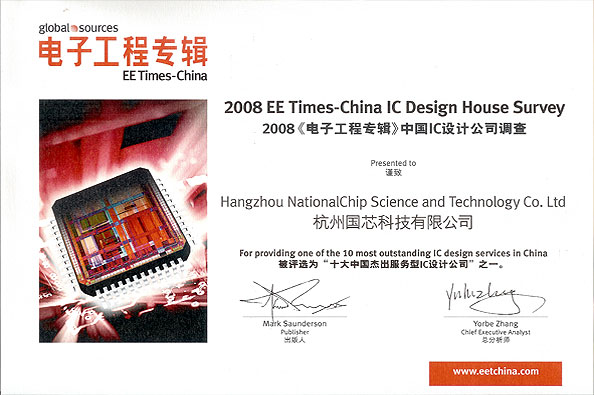 global sources
电子工程专辑
EE Times-China
2008 EE Times-China IC Design House Survey
2008《电子工程专辑》中国IC设计公司调查
Presented to
谨致
Hangzhou NationalChip Science and Technology Co. Ltd
杭州国芯科技有限公司
For providing one of the 10 most outstanding IC design services in China
被评选为“十大中国杰出服务型IC设计公司”之一。
Mark Saunderson
Publisher
出版人
Yorbe Zhang
Chief Executive Analyst
总分析师
www.eetchina.com